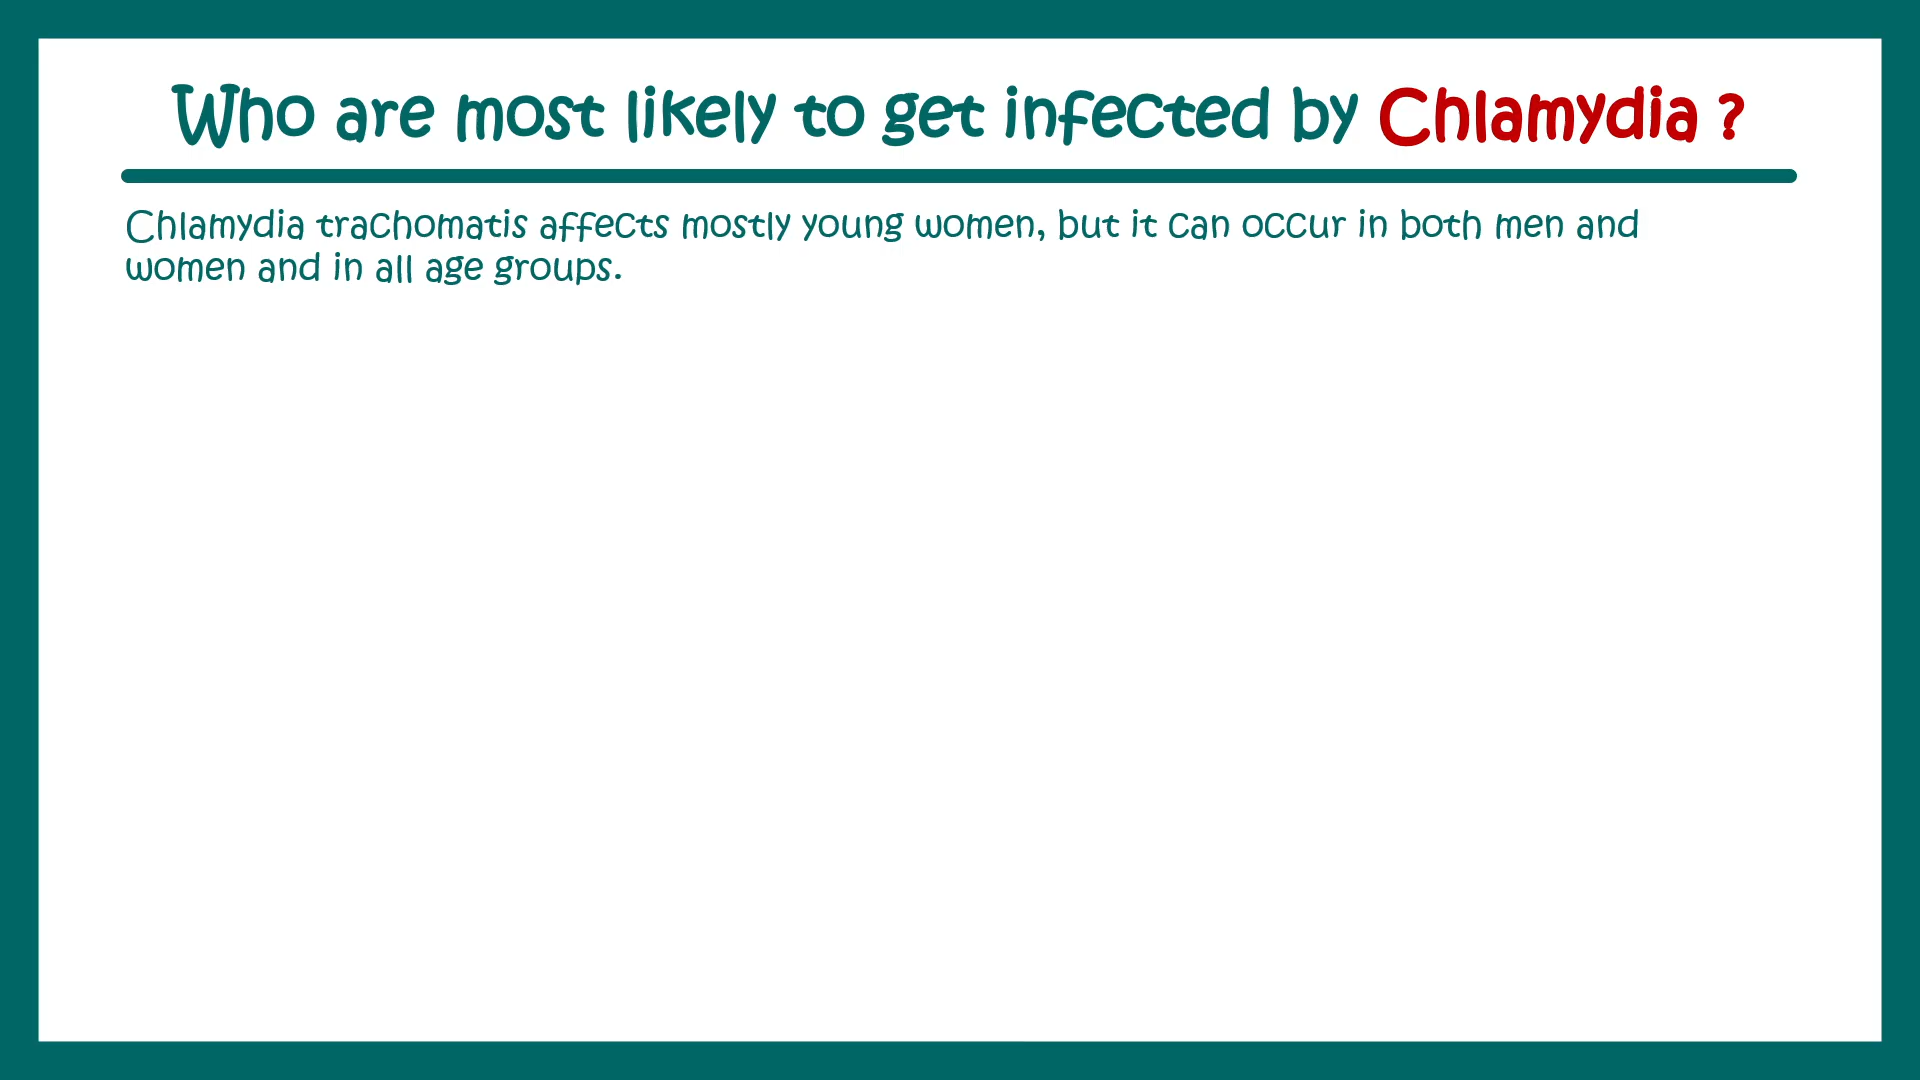 Who are most likely to get infected by Chlamydia ?
Chlamydia trachomatis affects mostly young women, but it can occur in both men and
women and in all age groups.